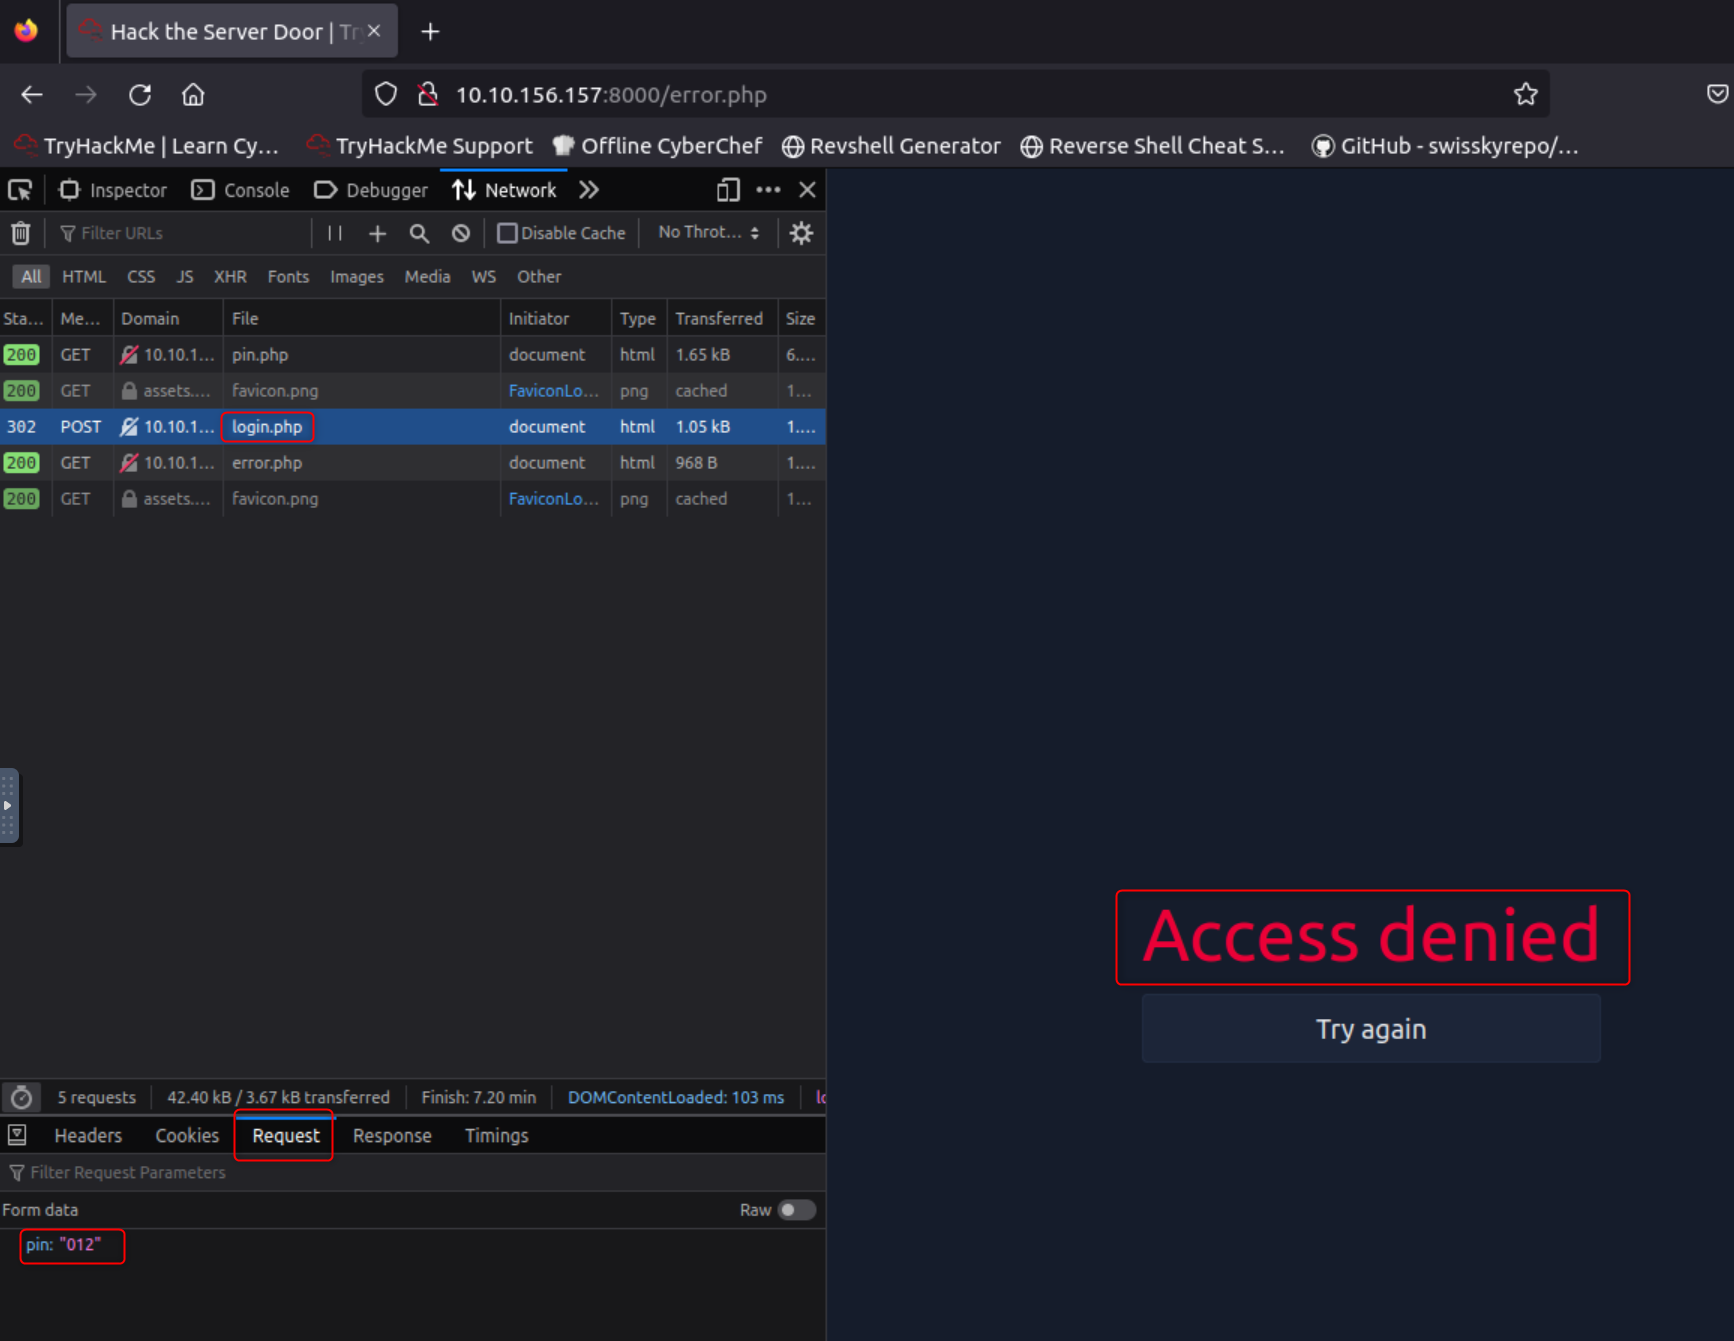 Hack the Server Door | Tr
10.10.156.157:8000/error.php
TryHackMe | Learn Cy... TryHackMe Support Offline CyberChef Revshell Generator Reverse Shell Cheat S... GitHub - swisskyrepo/...
Inspector Console Debugger Network
Filter URLs Disable Cache No Throt...
All HTML CSS JS XHR Fonts Images Media WS Other
Sta... Me... Domain File Initiator Type Transferred Size
200 GET 10.10.1... pin.php document html 1.65 kB 6....
200 GET assets.... favicon.png FaviconLo... png cached 1...
302 POST 10.10.1... login.php document html 1.05 kB 1....
200 GET 10.10.1... error.php document html 968 B 1....
200 GET assets.... favicon.png FaviconLo... png cached 1...
Access denied
Try again
5 requests 42.40 kB / 3.67 kB transferred Finish: 7.20 min DOMContentLoaded: 103 ms lo
Headers Cookies Request Response Timings
Filter Request Parameters
Form data Raw
pin: "012"